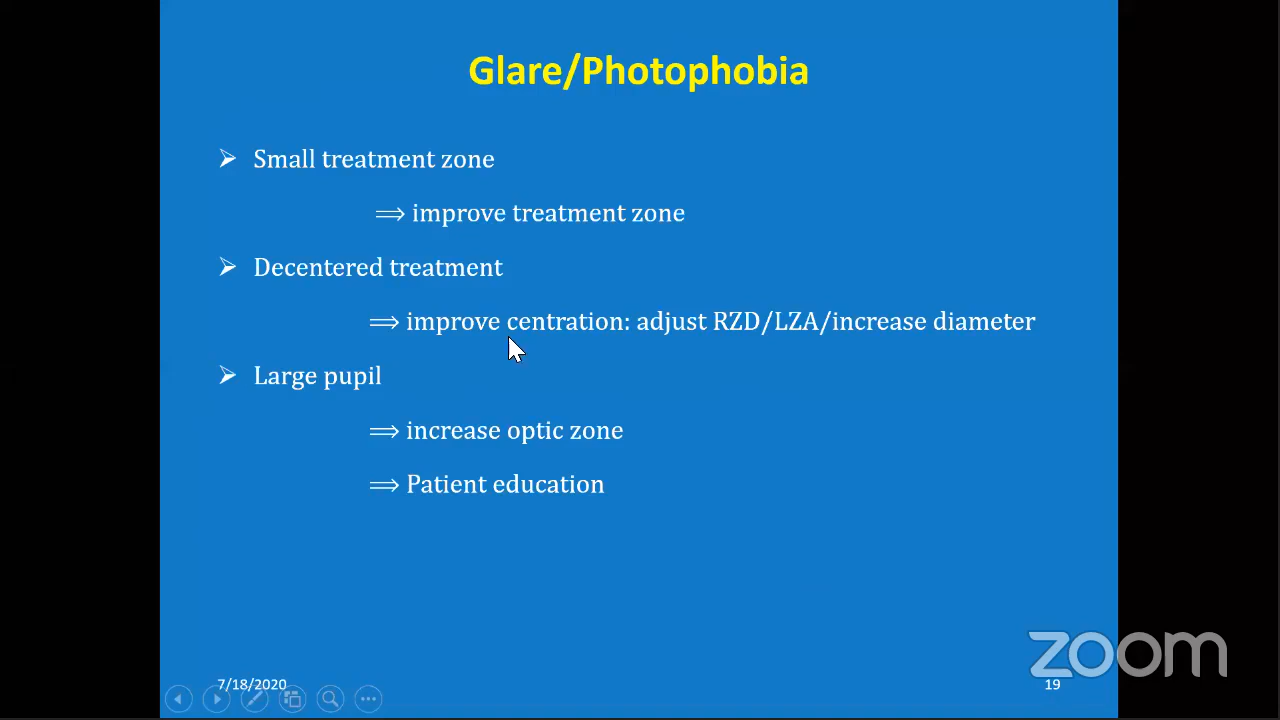 Glare/Photophobia
➢ Small treatment zone
⟹ improve treatment zone
➢ Decentered treatment
⟹ improve centration: adjust RZD/LZA/increase diameter
➢ Large pupil
⟹ increase optic zone
⟹ Patient education
zoom
7/18/2020
19